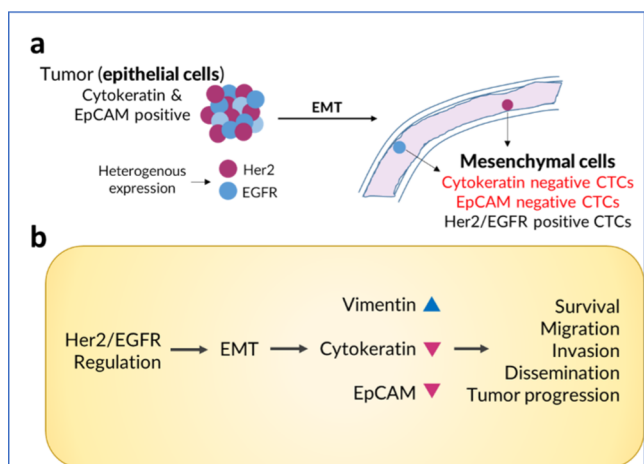 a
Tumor (epithelial cells)
Cytokeratin &
EpCAM positive
EMT
Heterogenous
expression
Her2
EGFR
Mesenchymal cells
Cytokeratin negative CTCs
EpCAM negative CTCs
Her2/EGFR positive CTCs
b
Her2/EGFR
Regulation
EMT
Vimentin
Cytokeratin
EpCAM
Survival
Migration
Invasion
Dissemination
Tumor progression